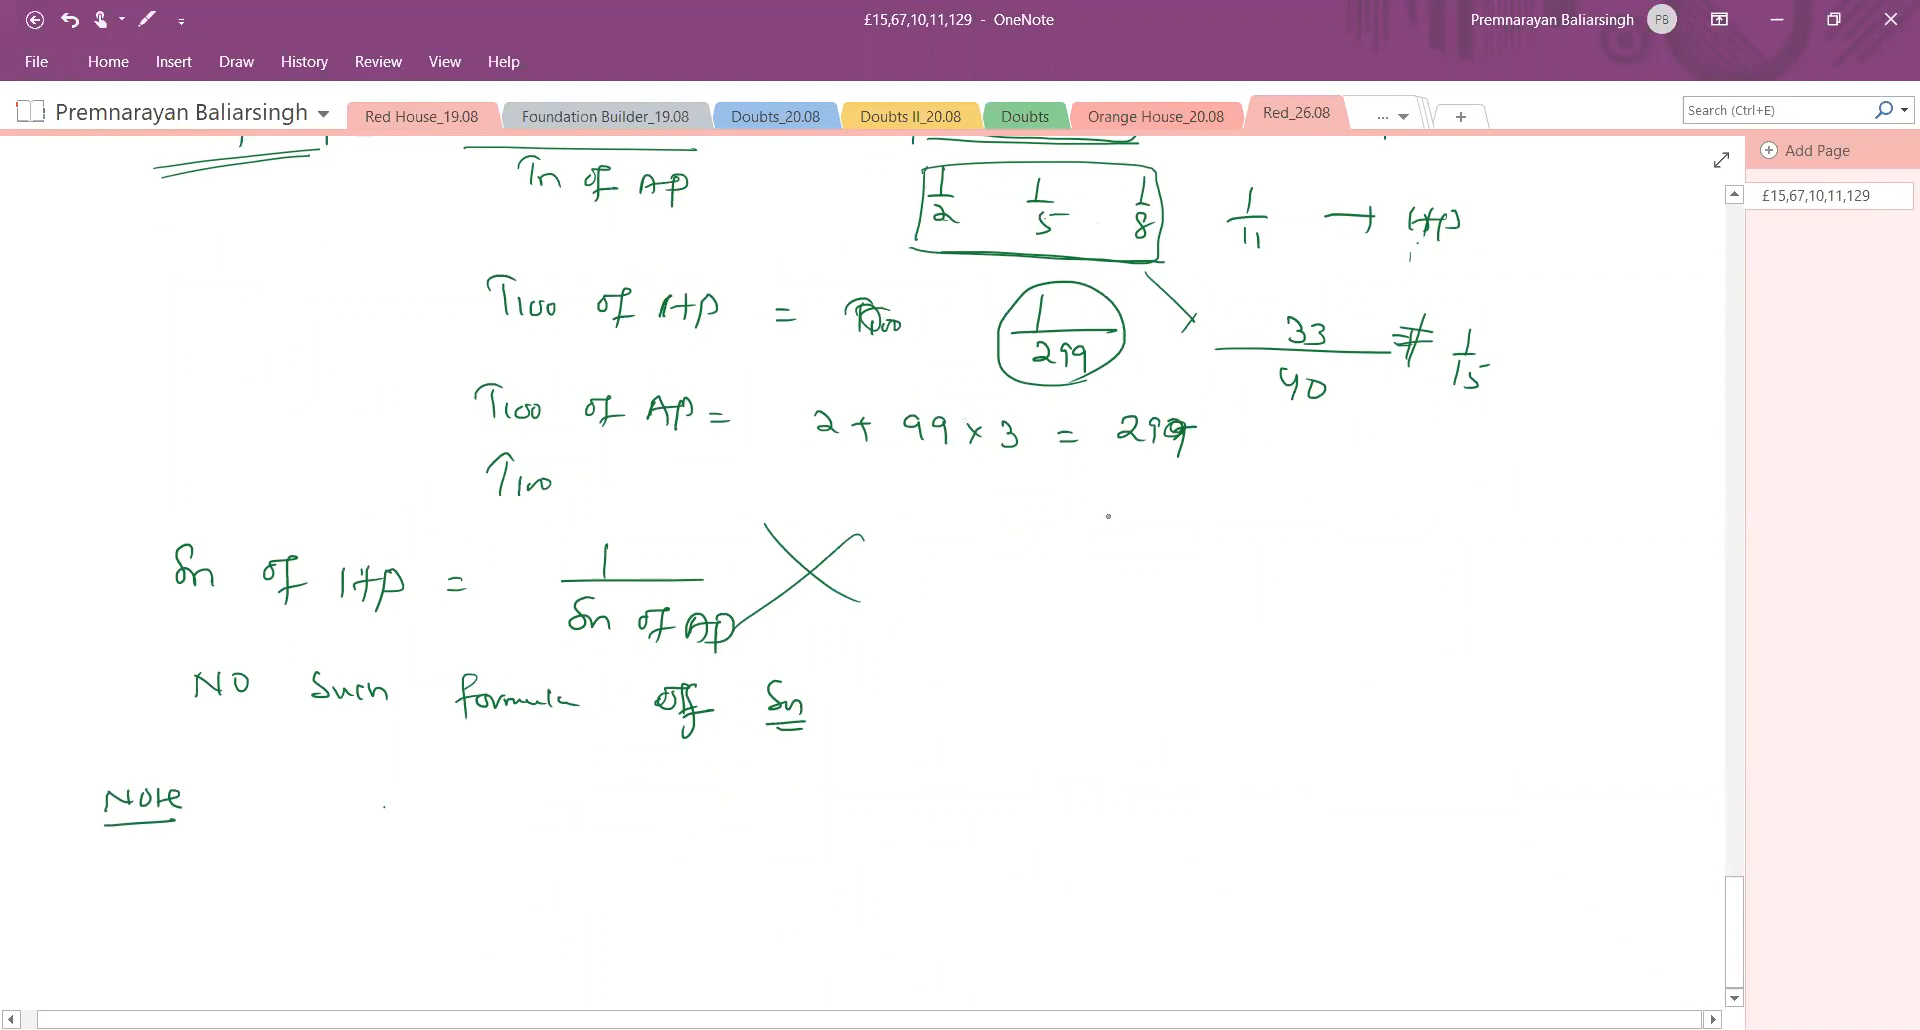 £15,67,10,11,129 - OneNote
Premnarayan Baliarsingh PB
File Home Insert Draw History Review View Help
Premnarayan Baliarsingh
Red House_19.08 Foundation Builder_19.08 Doubts_20.08 Doubts II_20.08 Doubts Orange House_20.08 Red_26.08 ... +
Search (Ctrl+E)
Add Page
£15,67,10,11,129
Tn of AP
1/2 1/5 1/8 1/11 → HP
T100 of HP = 1/299
33/40 ≠ 1/15
T100 of AP = 2 + 99 × 3 = 299
T100
Sn of HP = 1/Sn of AP
NO Such formula off Sn
Note